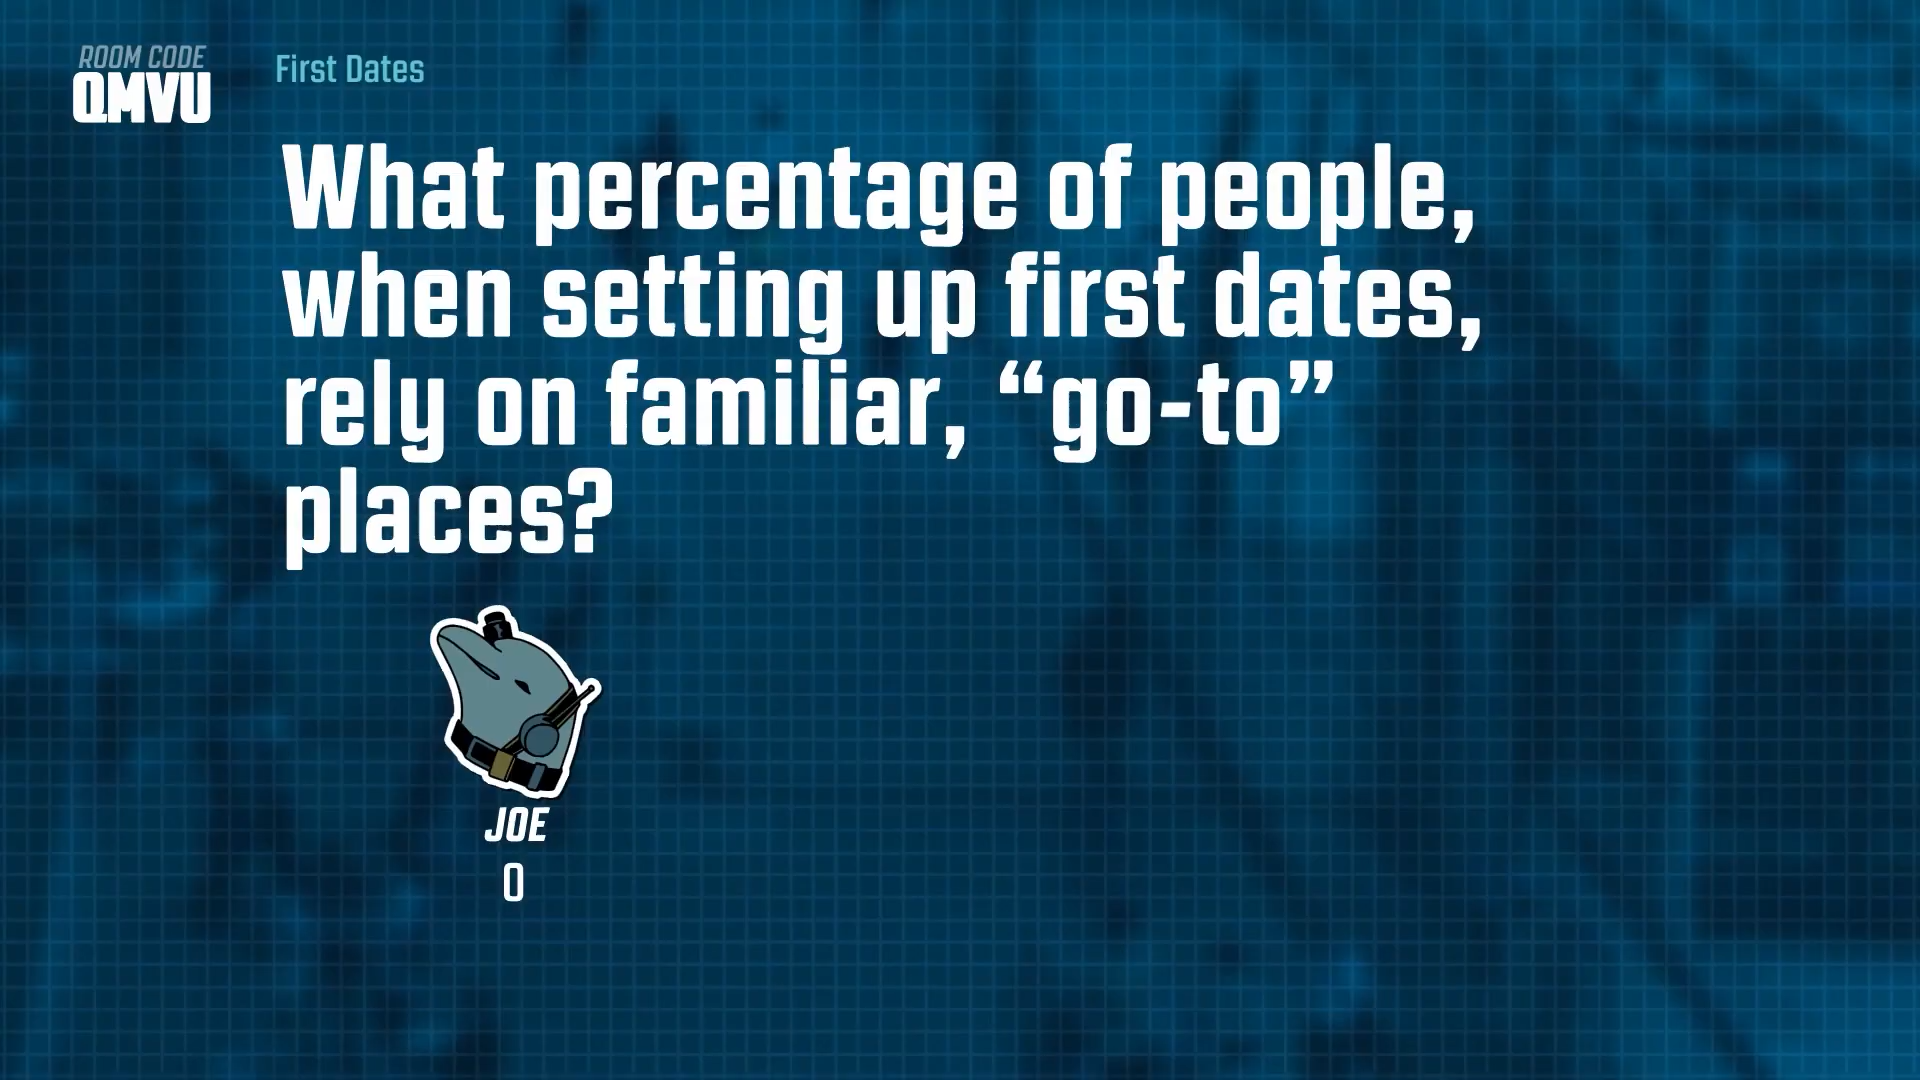 ROOM CODE
QMVU
First Dates
What percentage of people,
when setting up first dates,
rely on familiar, “go-to”
places?
JOE
0